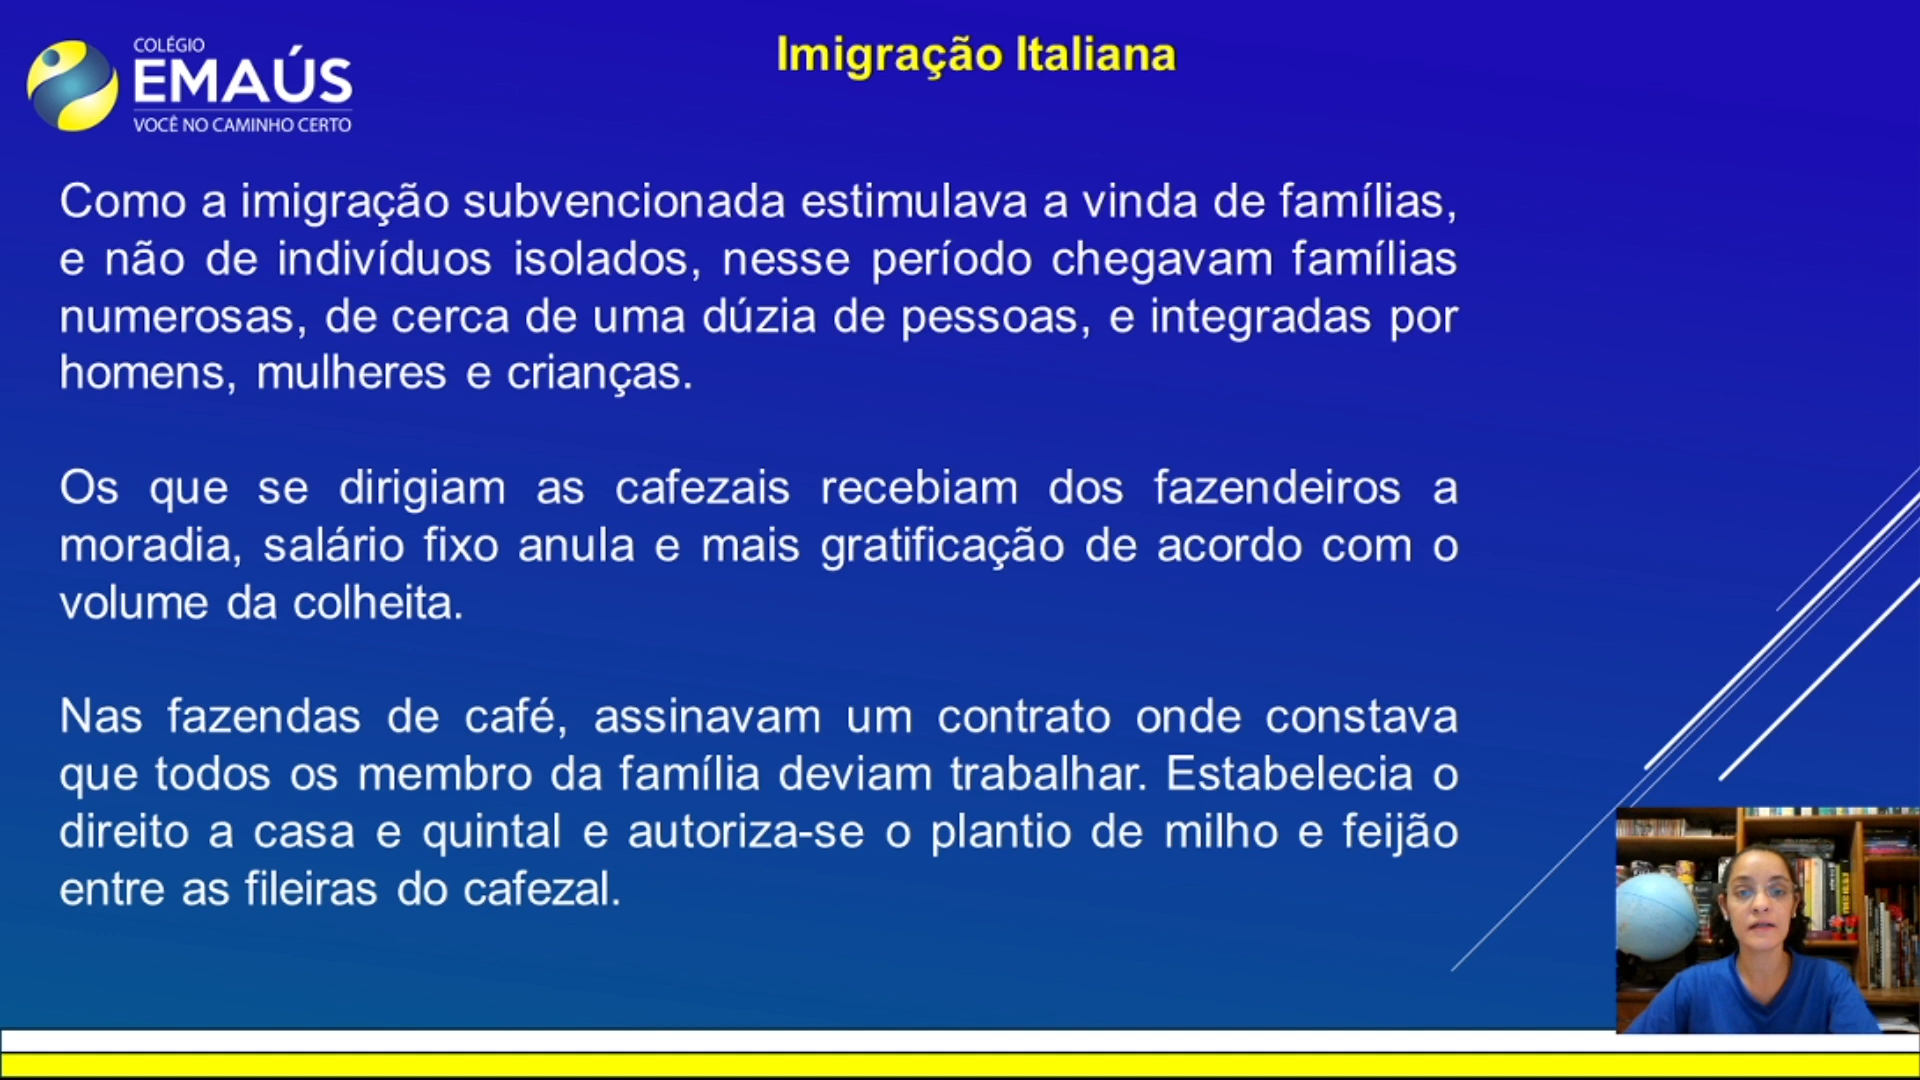 COLÉGIO
EMAÚS
VOCÊ NO CAMINHO CERTO
Imigração Italiana
Como a imigração subvencionada estimulava a vinda de famílias,
e não de indivíduos isolados, nesse período chegavam famílias
numerosas, de cerca de uma dúzia de pessoas, e integradas por
homens, mulheres e crianças.
Os que se dirigiam as cafezais recebiam dos fazendeiros a
moradia, salário fixo anula e mais gratificação de acordo com o
volume da colheita.
Nas fazendas de café, assinavam um contrato onde constava
que todos os membro da família deviam trabalhar. Estabelecia o
direito a casa e quintal e autoriza-se o plantio de milho e feijão
entre as fileiras do cafezal.